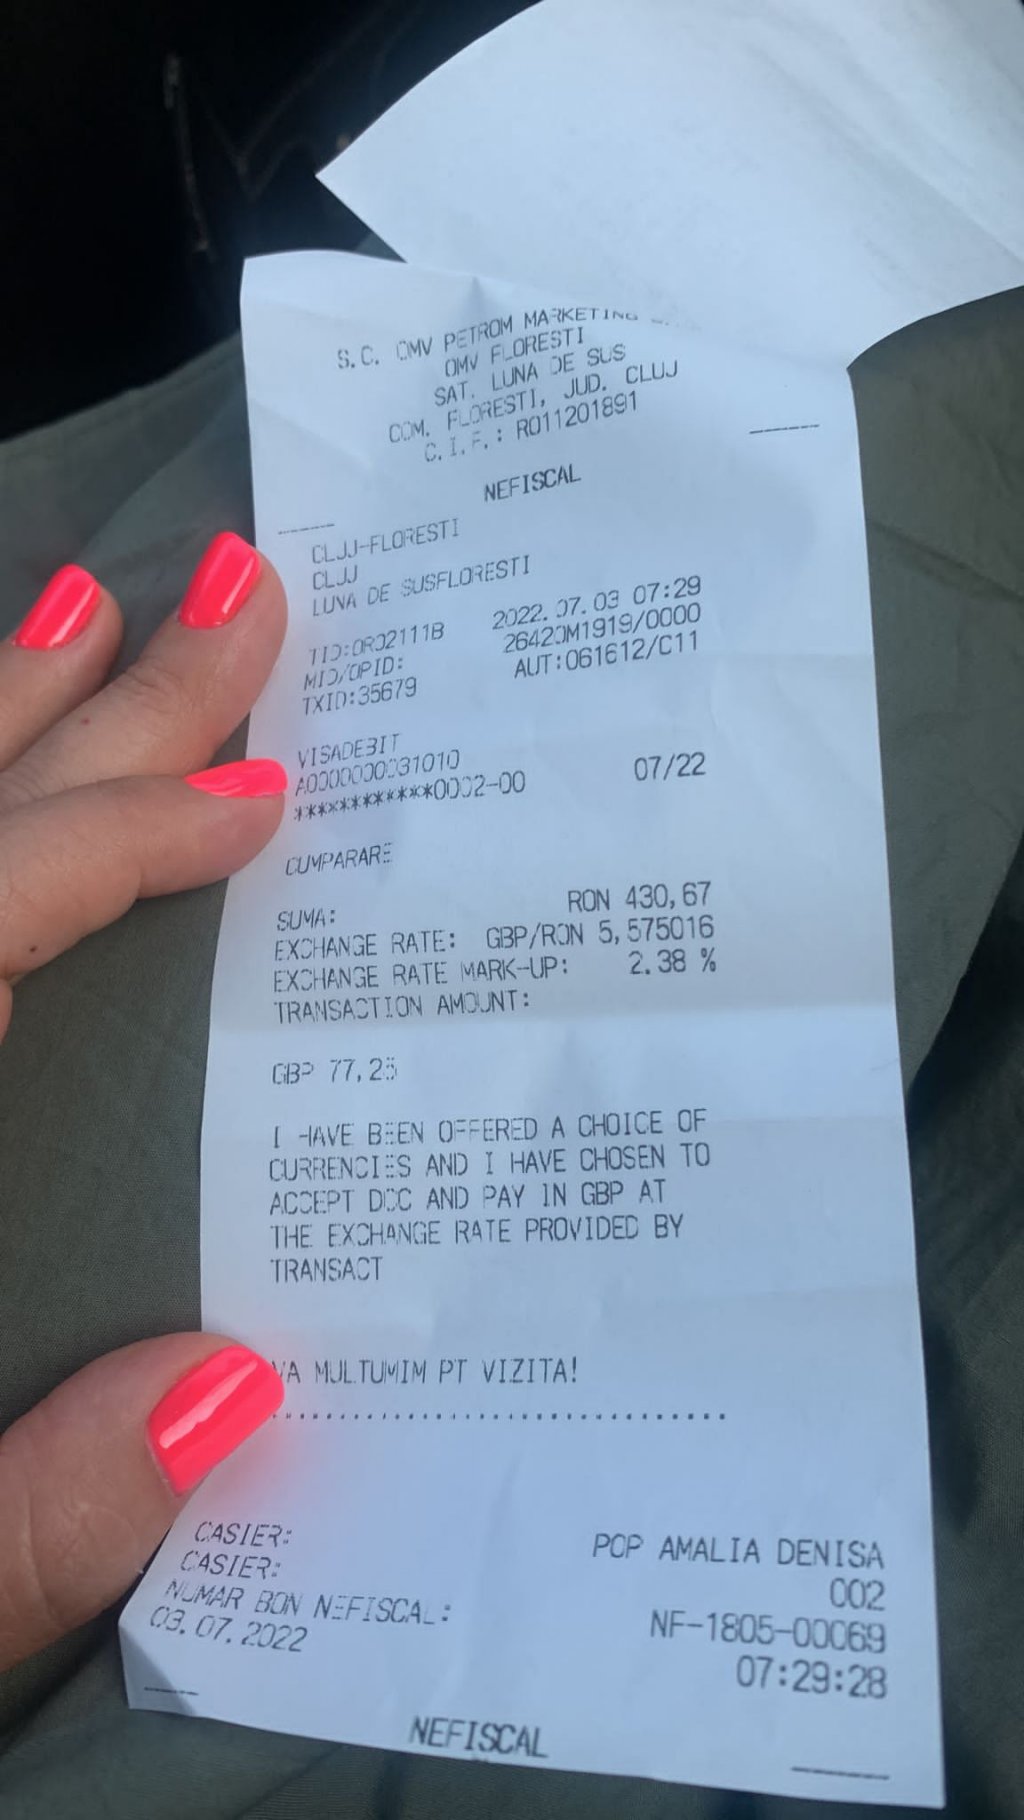 S.C. OMV PETROM MARKETING
OMV FLORESTI
SAT. LUNA DE SUS
COM. FLORESTI, JUD. CLUJ
C.I.F.: RO11201891
NEFISCAL
CLUJ-FLORESTI
CLUJ
LUNA DE SUSFLORESTI
TID:0R02111B 2022.07.03 07:29
MID/OPID: 26420M1919/0000
TXID:35679 AUT:061612/C11
VISADEBIT
A0000000031010
************0002-00 07/22
CUMPARARE
SUMA: RON 430,67
EXCHANGE RATE: GBP/RON 5,575016
EXCHANGE RATE MARK-UP: 2.38 %
TRANSACTION AMOUNT:
GBP 77,25
I HAVE BEEN OFFERED A CHOICE OF
CURRENCIES AND I HAVE CHOSEN TO
ACCEPT DCC AND PAY IN GBP AT
THE EXCHANGE RATE PROVIDED BY
TRANSACT
VA MULTUMIM PT VIZITA!
CASIER: POP AMALIA DENISA
CASIER: 002
NUMAR BON NEFISCAL: NF-1805-00069
03.07.2022 07:29:28
NEFISCAL